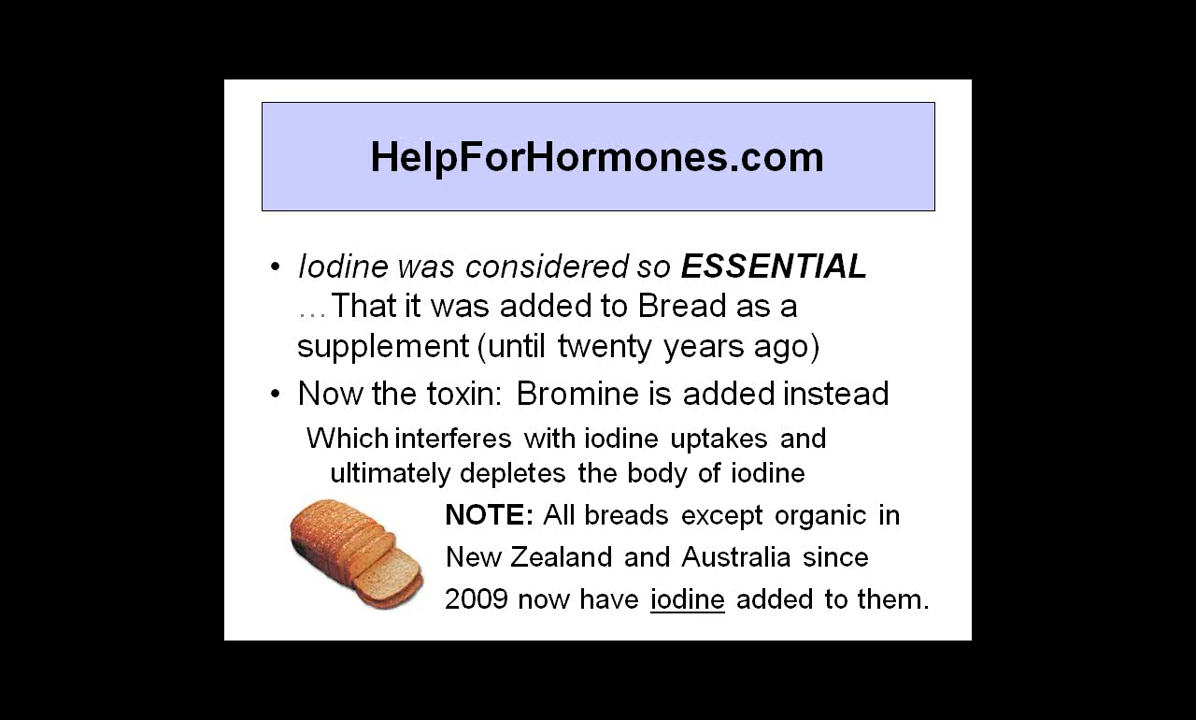 HelpForHormones.com
• Iodine was considered so ESSENTIAL
…That it was added to Bread as a
supplement (until twenty years ago)
• Now the toxin: Bromine is added instead
Which interferes with iodine uptakes and
ultimately depletes the body of iodine
NOTE: All breads except organic in
New Zealand and Australia since
2009 now have iodine added to them.